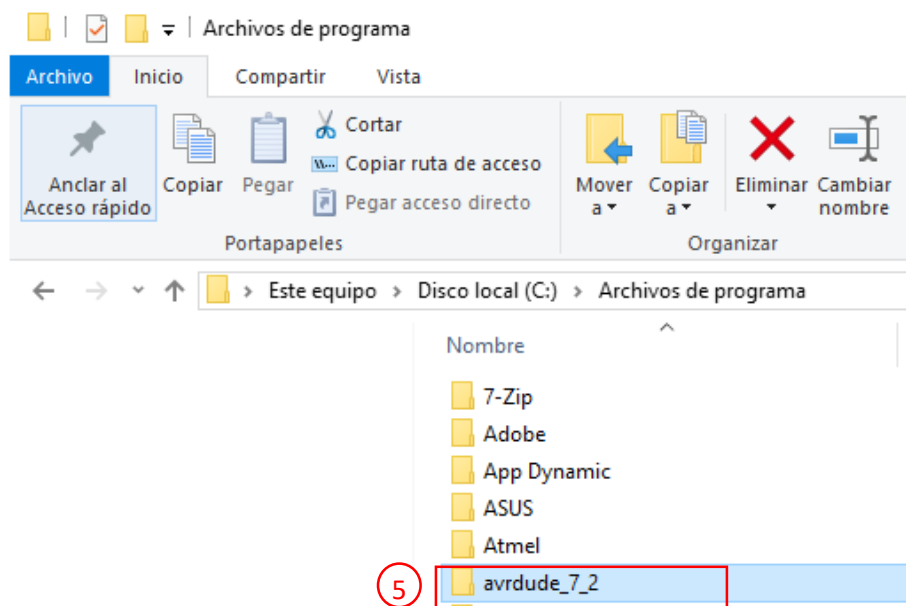 Archivos de programa
Archivo Inicio Compartir Vista
Anclar al
Acceso rápido
Copiar
Pegar
Cortar
Copiar ruta de acceso
Pegar acceso directo
Portapapeles
Mover
a
Copiar
a
Eliminar
Cambiar
nombre
Organizar
Este equipo > Disco local (C:) > Archivos de programa
Nombre
7-Zip
Adobe
App Dynamic
ASUS
Atmel
5 avrdude_7_2